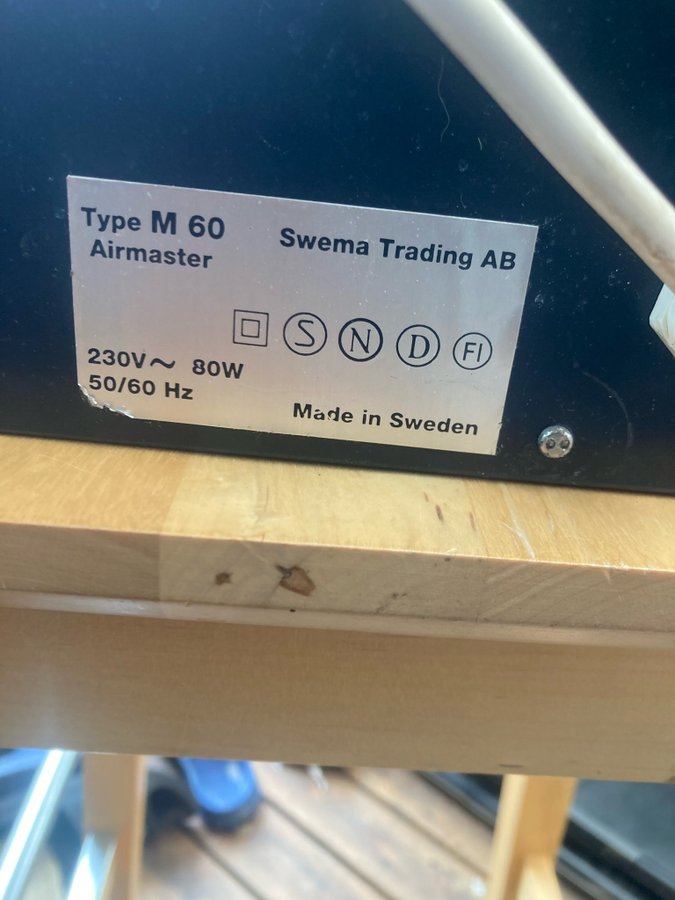 Type M 60
Airmaster
Swema Trading AB
S N D FI
230V~ 80W
50/60 Hz
Made in Sweden